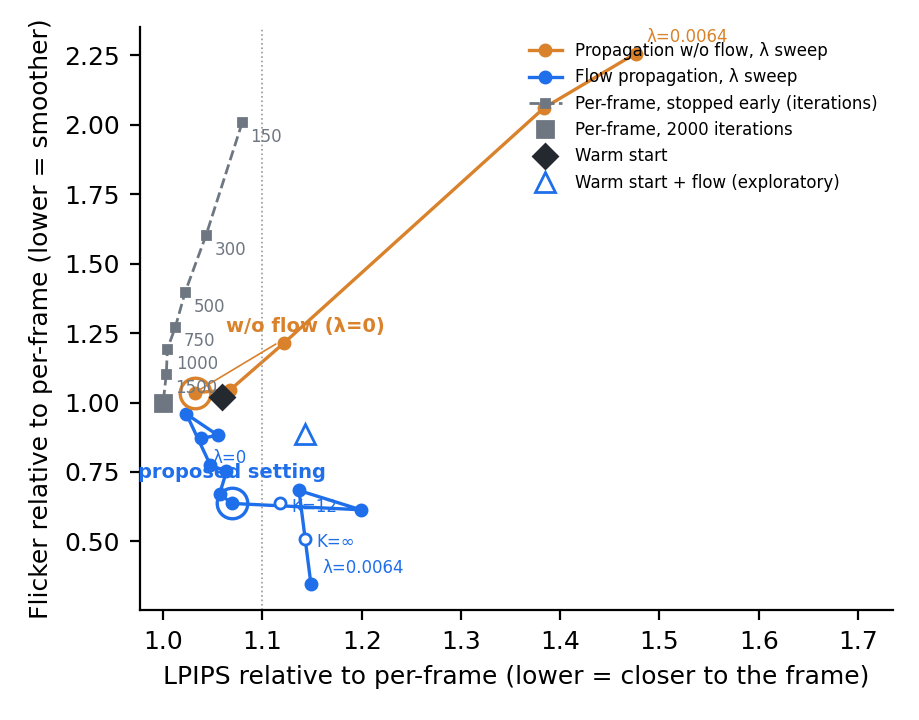 Flicker relative to per-frame (lower = smoother)
2.25
2.00
1.75
1.50
1.25
1.00
0.75
0.50
λ=0.0064
Propagation w/o flow, λ sweep
Flow propagation, λ sweep
Per-frame, stopped early (iterations)
Per-frame, 2000 iterations
Warm start
Warm start + flow (exploratory)
150
300
500
750
1000
1500
w/o flow (λ=0)
λ=0
proposed setting
K=12
K=∞
λ=0.0064
1.0
1.1
1.2
1.3
1.4
1.5
1.6
1.7
LPIPS relative to per-frame (lower = closer to the frame)